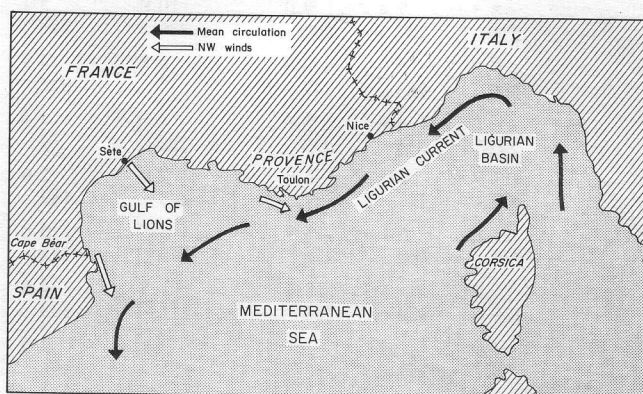 Mean circulation
NW winds
ITALY
FRANCE
Nice
LIGURIAN
BASIN
Sète
PROVENCE
LIGURIAN CURRENT
Toulon
GULF OF
LIONS
Cape Béar
CORSICA
SPAIN
MEDITERRANEAN
SEA